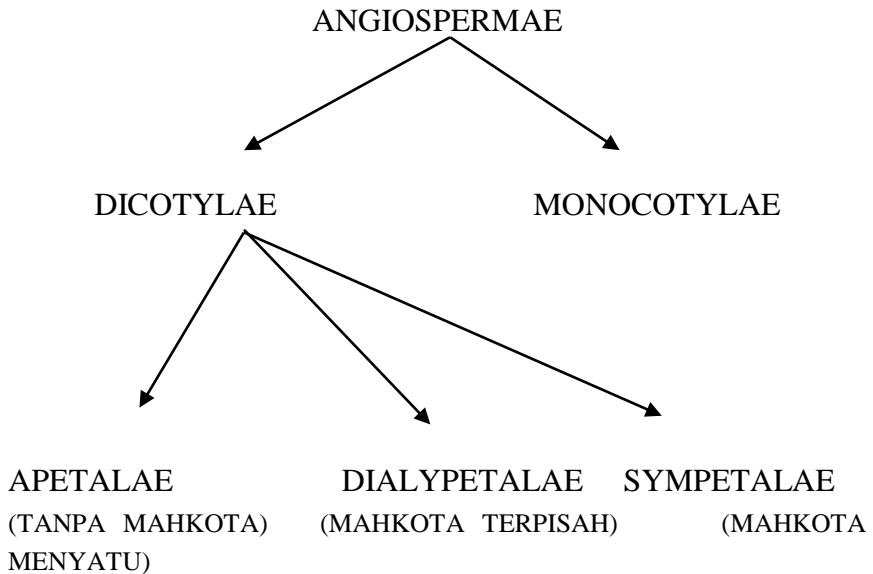 ANGIOSPERMAE
DICOTYLAE MONOCOTYLAE
APETALAE DIALYPETALAE SYMPETALAE
(TANPA MAHKOTA) (MAHKOTA TERPISAH) (MAHKOTA
MENYATU)